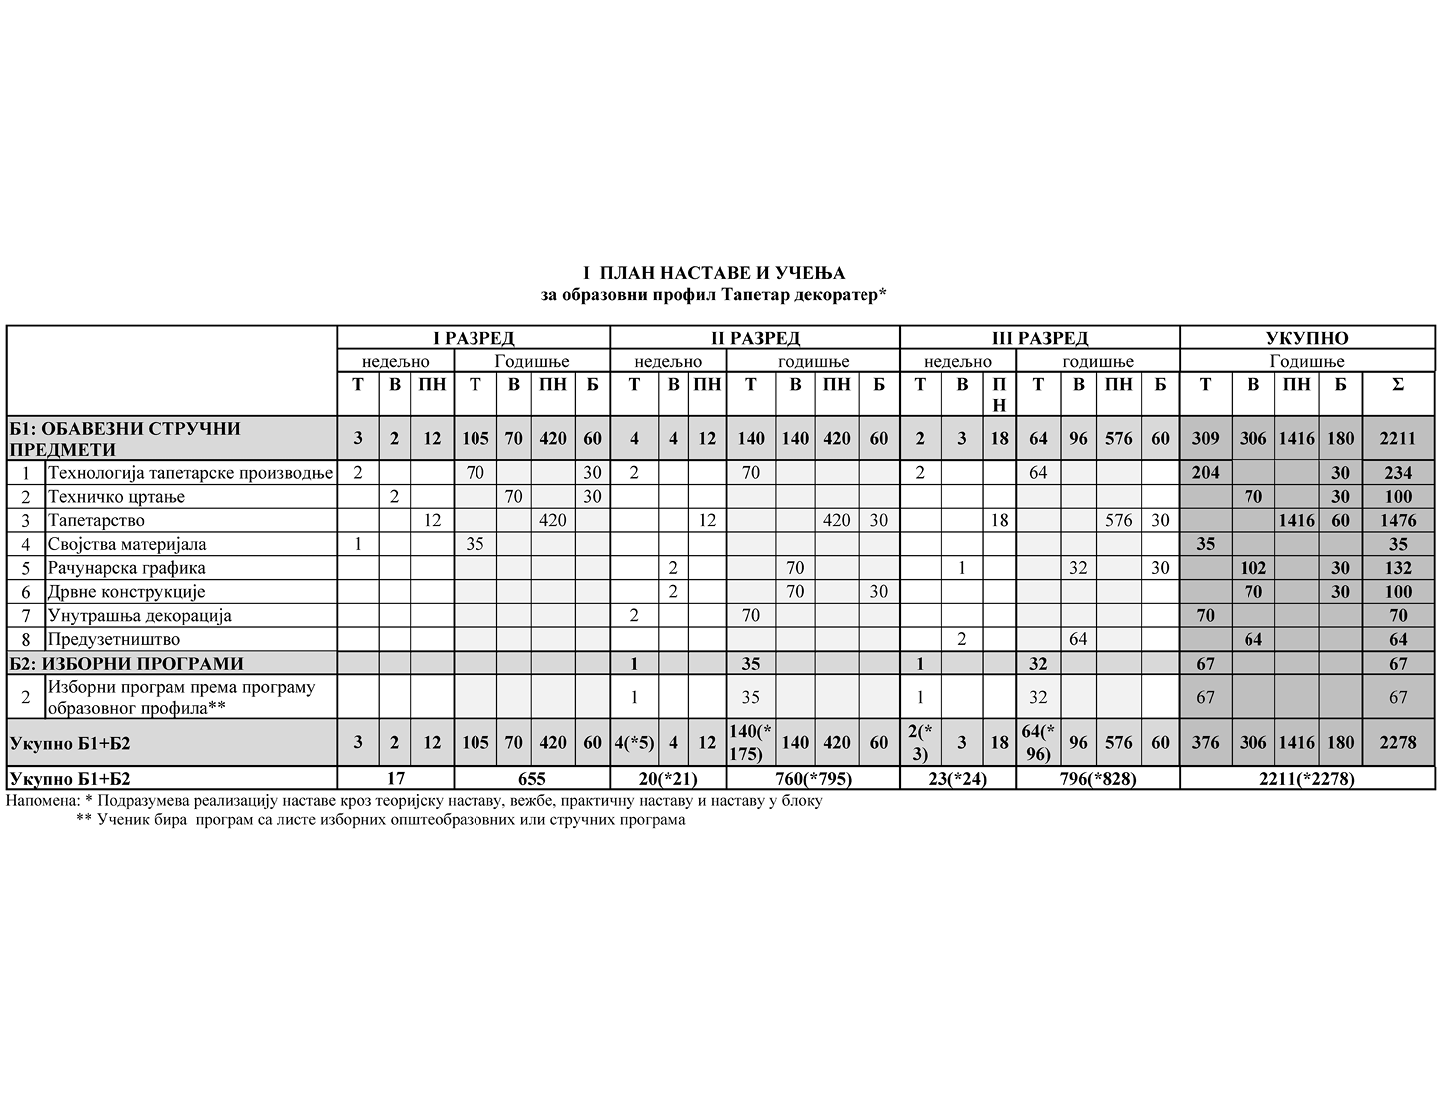 I ПЛАН НАСТАВЕ И УЧЕЊА
за образовни профил Тапетар декоратер*
I РАЗРЕД II РАЗРЕД III РАЗРЕД УКУПНО
недељно Годишње недељно годишње недељно годишње Годишње
Т В ПН Т В ПН Б Т В ПН Т В ПН Б Т В П Т В ПН Б Т В ПН Б Σ
Н
Б1: ОБАВЕЗНИ СТРУЧНИ
ПРЕДМЕТИ 3 2 12 105 70 420 60 4 4 12 140 140 420 60 2 3 18 64 96 576 60 309 306 1416 180 2211
1 Технологија тапетарске производње 2 70 30 2 70 2 64 204 30 234
2 Техничко цртање 2 70 30 70 30 100
3 Тапетарство 12 420 12 420 30 18 576 30 1416 60 1476
4 Својства материјала 1 35 35 35
5 Рачунарска графика 2 70 1 32 30 102 30 132
6 Дрвне конструкције 2 70 30 70 30 100
7 Унутрашња декорација 2 70 70 70
8 Предузетништво 2 64 64 64
Б2: ИЗБОРНИ ПРОГРАМИ 1 35 1 32 67 67
2 Изборни програм према програму
образовног профила** 1 35 1 32 67 67
Укупно Б1+Б2 3 2 12 105 70 420 60 4(*5) 4 12 140(* 140 420 60 2(* 3 18 64(* 96 576 60 376 306 1416 180 2278
175) 3) 96)
Укупно Б1+Б2 17 655 20(*21) 760(*795) 23(*24) 796(*828) 2211(*2278)
Напомена: * Подразумева реализацију наставе кроз теоријску наставу, вежбе, практичну наставу и наставу у блоку
** Ученик бира програм са листе изборних општеобразовних или стручних програма